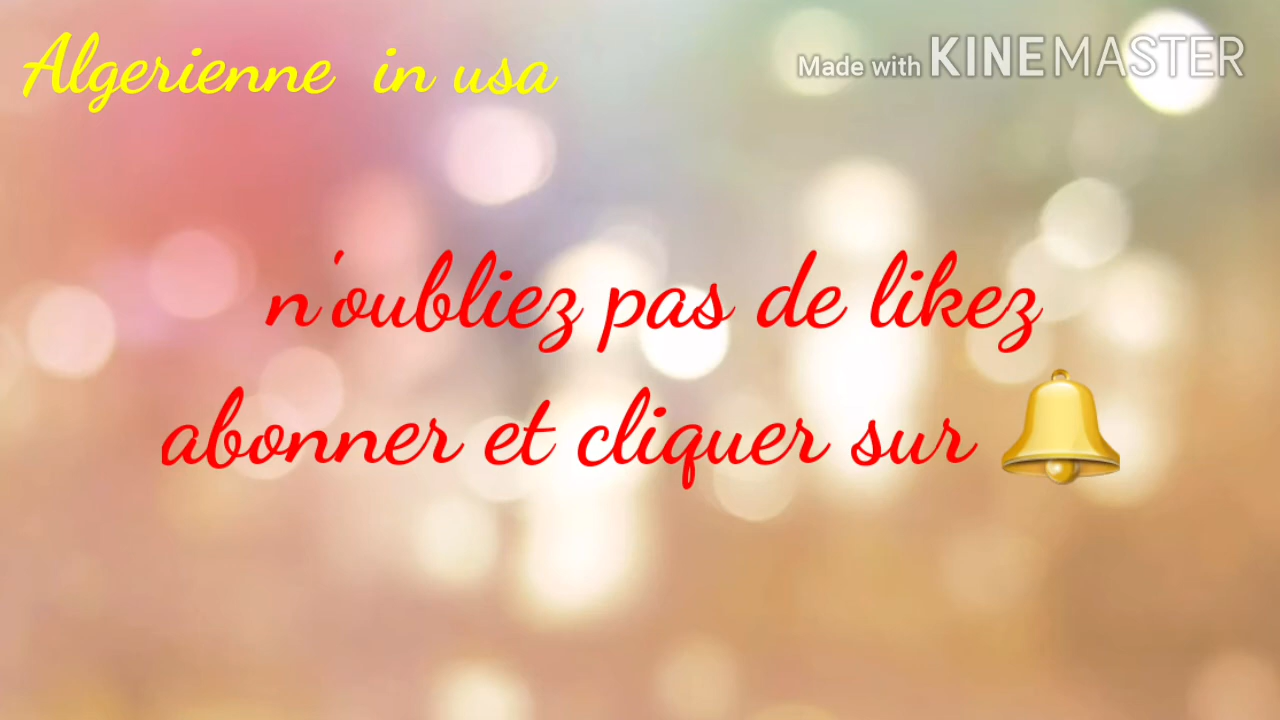 Algerienne in usa
Made with KINEMASTER
n'oubliez pas de likez
abonner et cliquer sur 🔔